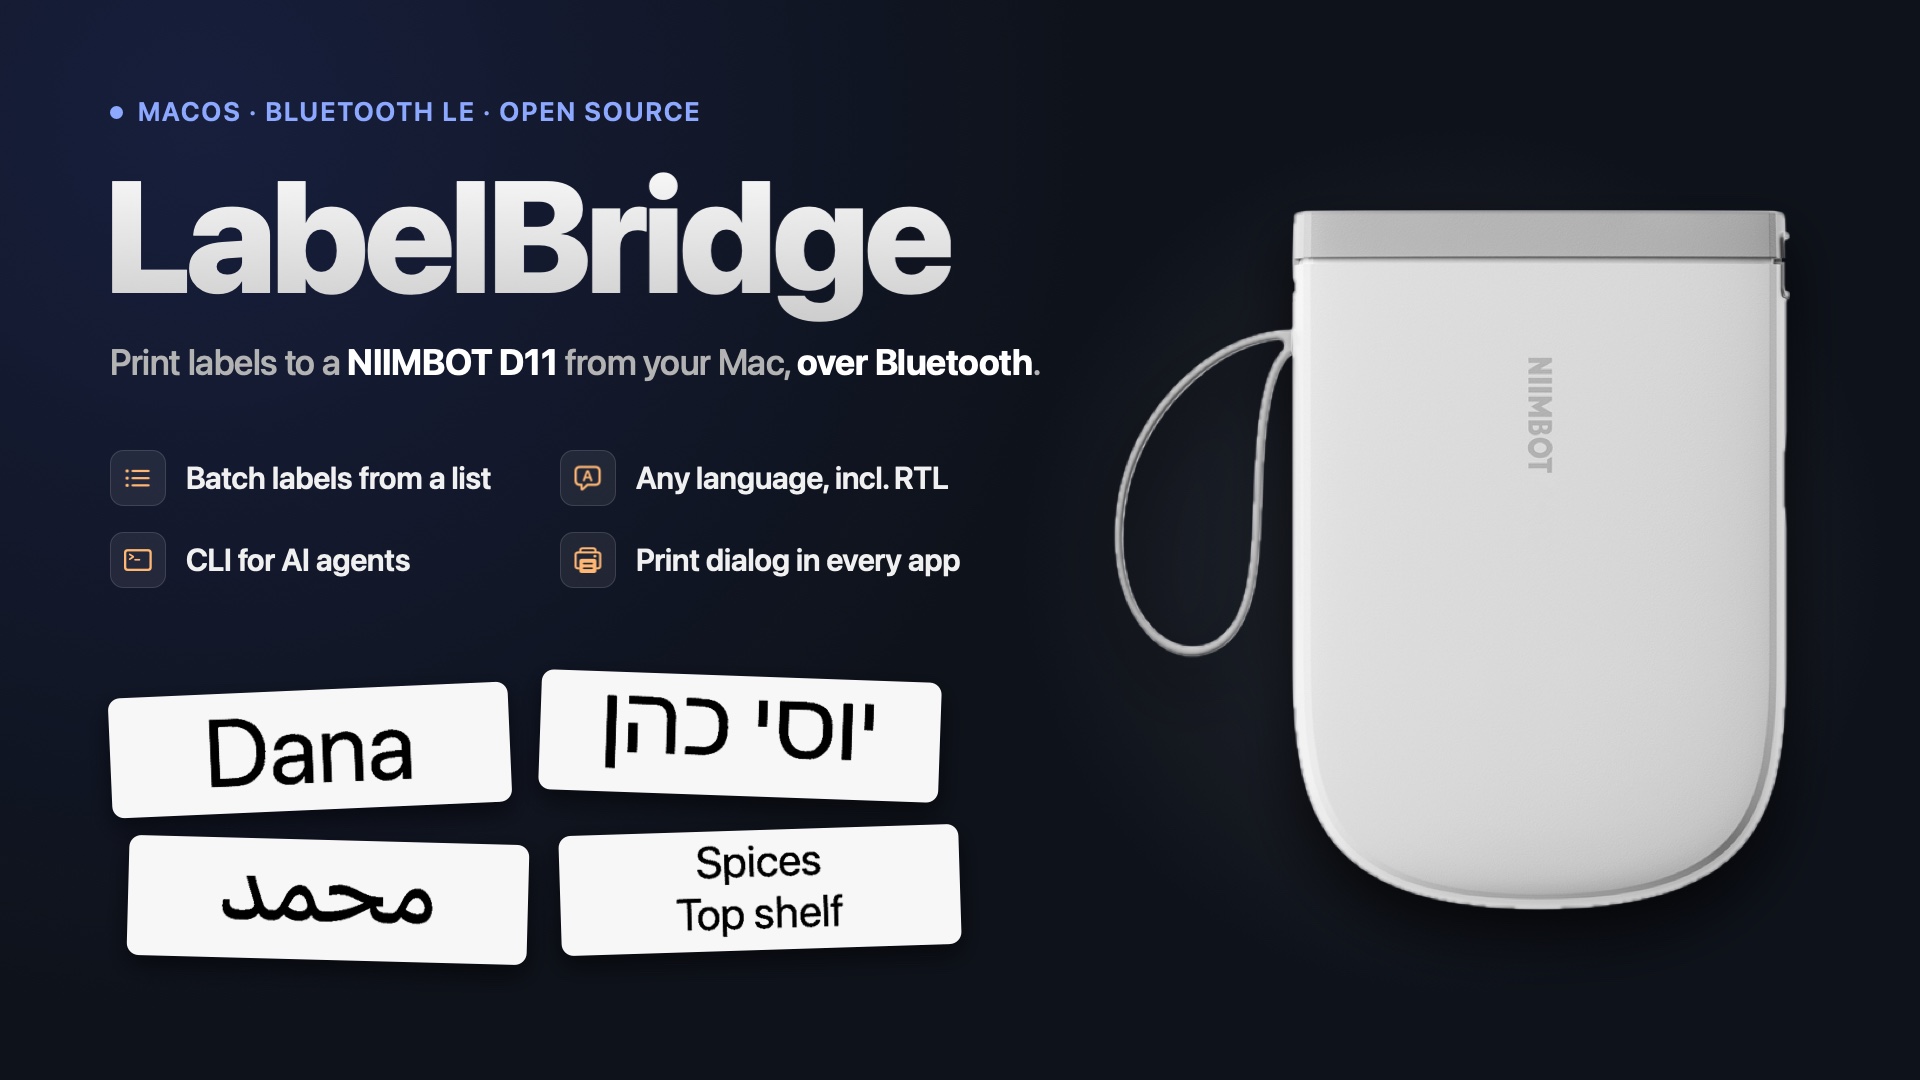 MACOS · BLUETOOTH LE · OPEN SOURCE
LabelBridge
Print labels to a NIIMBOT D11 from your Mac, over Bluetooth.
Batch labels from a list
Any language, incl. RTL
CLI for AI agents
Print dialog in every app
Dana
יוסי כהן
محمد
Spices
Top shelf
NIIMBOT